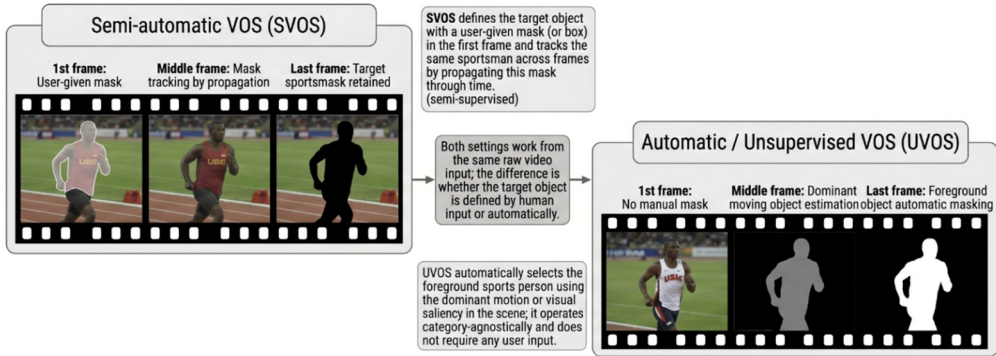 Semi-automatic VOS (SVOS)
1st frame:
User-given mask
Middle frame: Mask
tracking by propagation
Last frame: Target
sportsmask retained
USE
SVOS defines the target object
with a user-given mask (or box)
in the first frame and tracks the
same sportsman across frames
by propagating this mask
through time.
(semi-supervised)
Both settings work from
the same raw video
input; the difference is
whether the target object
is defined by human
input or automatically.
UVOS automatically selects the
foreground sports person using
the dominant motion or visual
saliency in the scene; it operates
category-agnostically and does
not require any user input.
Automatic / Unsupervised VOS (UVOS)
1st frame:
No manual mask
Middle frame: Dominant
moving object estimation
Last frame: Foreground
object automatic masking